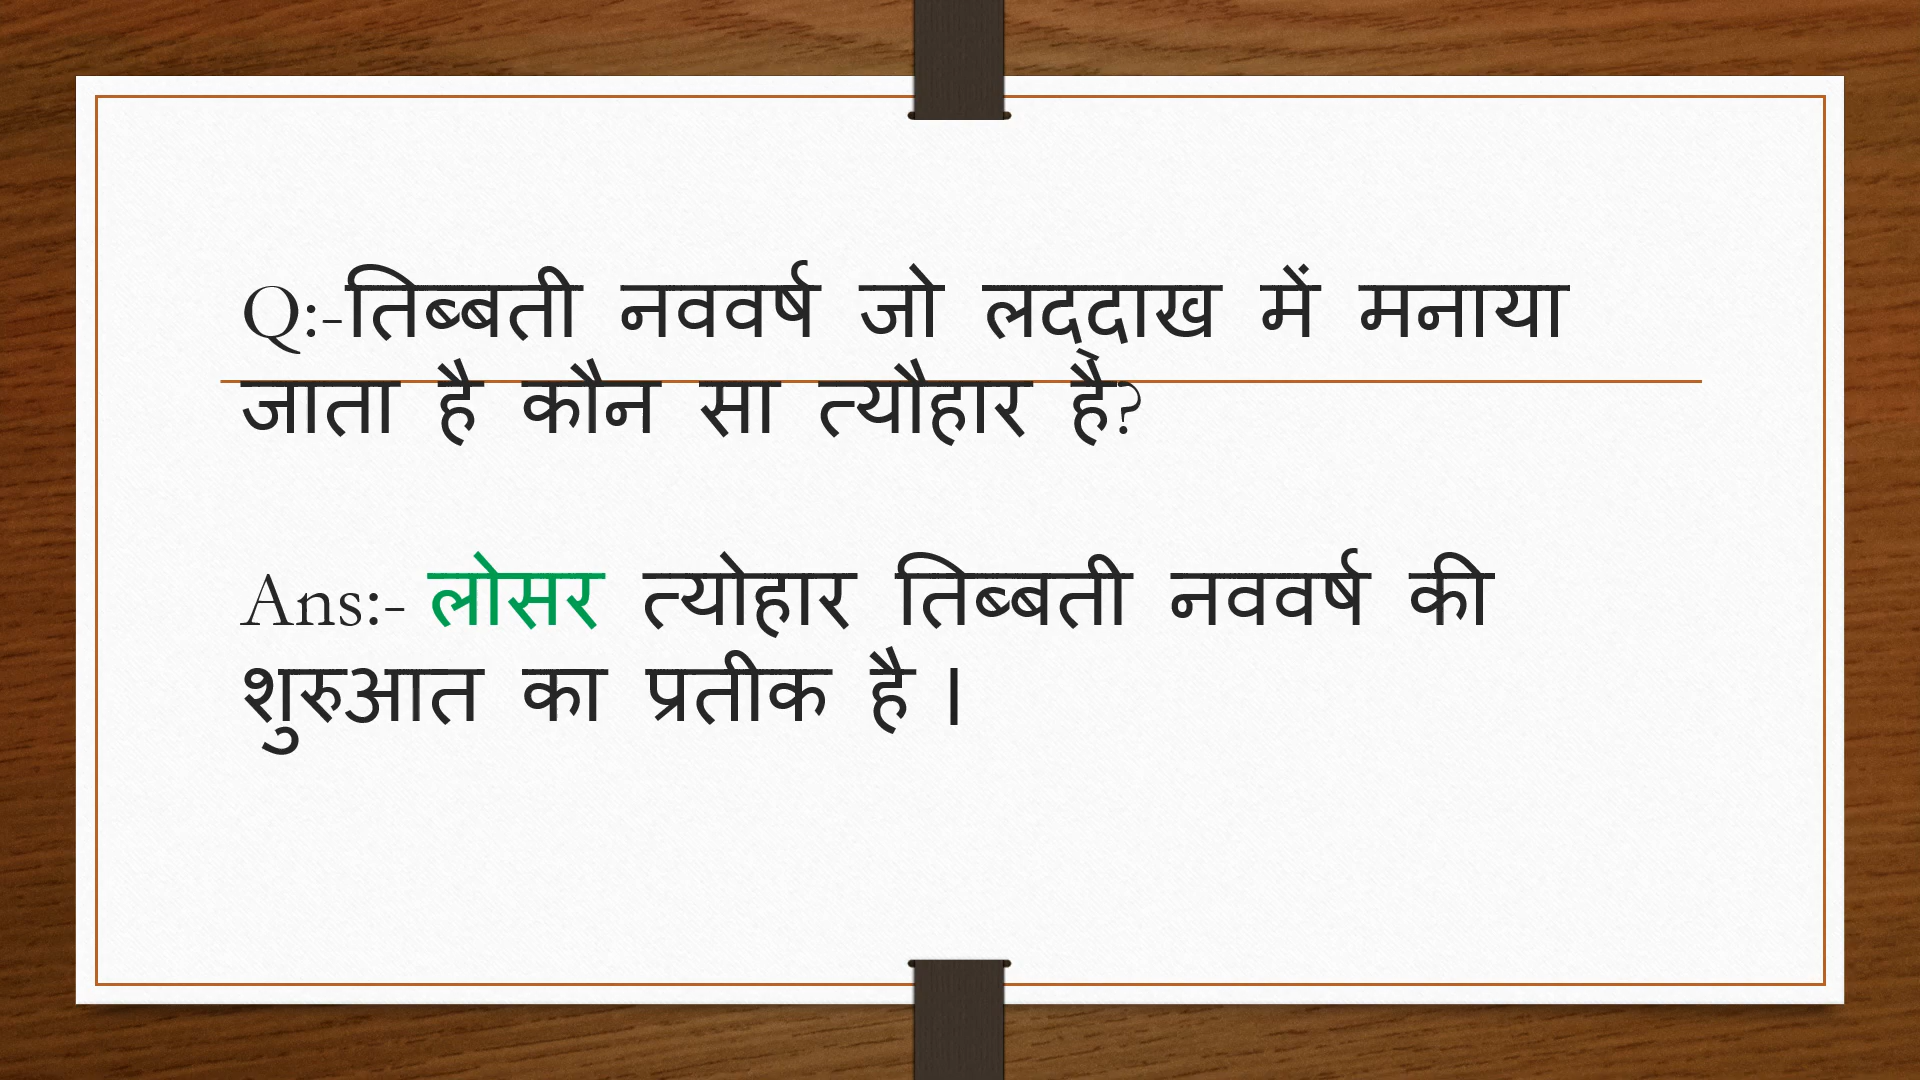 Q:-तिब्बती नववर्ष जो लद्दाख में मनाया
जाता है कौन सा त्यौहार है?
Ans:- लोसर त्योहार तिब्बती नववर्ष की
शुरुआत का प्रतीक है ।